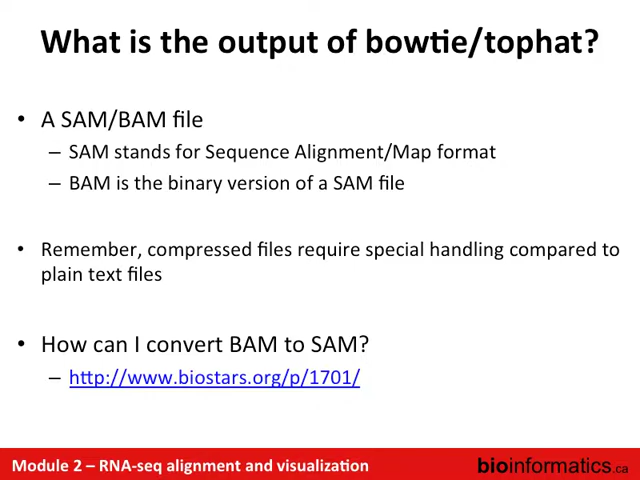 What is the output of bowtie/tophat?
• A SAM/BAM file
– SAM stands for Sequence Alignment/Map format
– BAM is the binary version of a SAM file
• Remember, compressed files require special handling compared to
plain text files
• How can I convert BAM to SAM?
– http://www.biostars.org/p/1701/
Module 2 – RNA-seq alignment and visualization
bioinformatics.ca